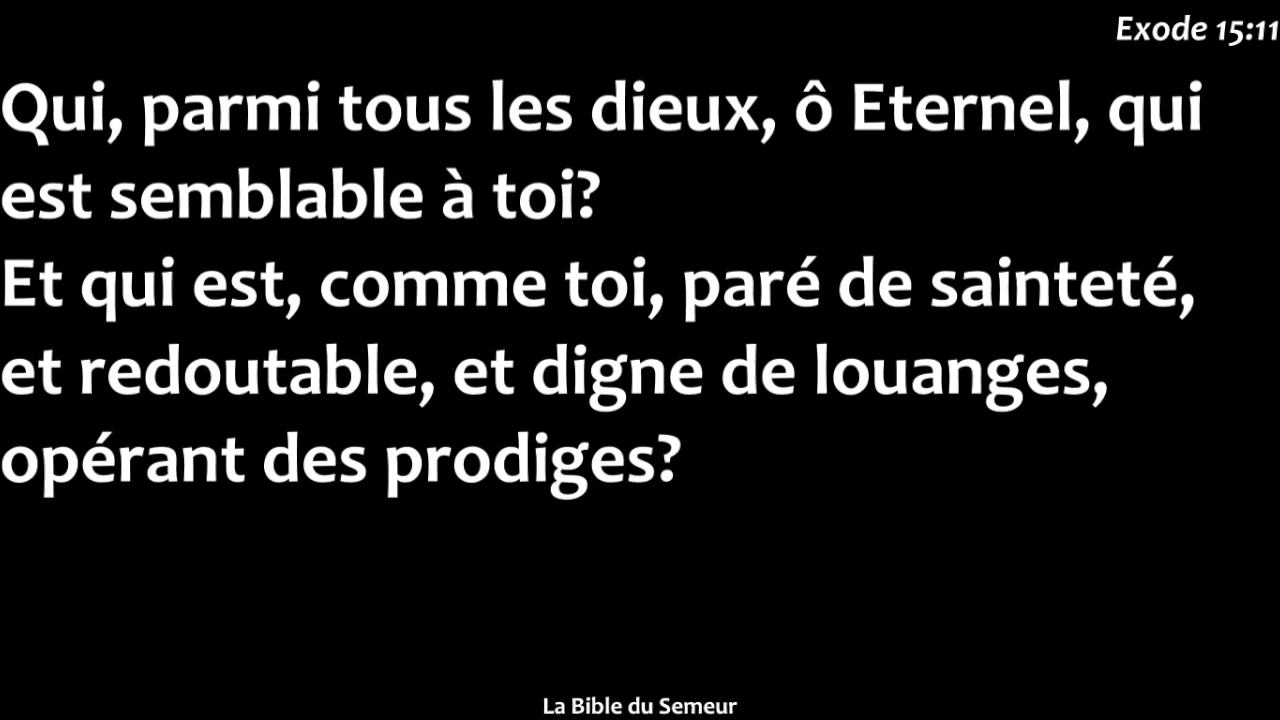 Exode 15:11
Qui, parmi tous les dieux, ô Eternel, qui
est semblable à toi?
Et qui est, comme toi, paré de sainteté,
et redoutable, et digne de louanges,
opérant des prodiges?
La Bible du Semeur